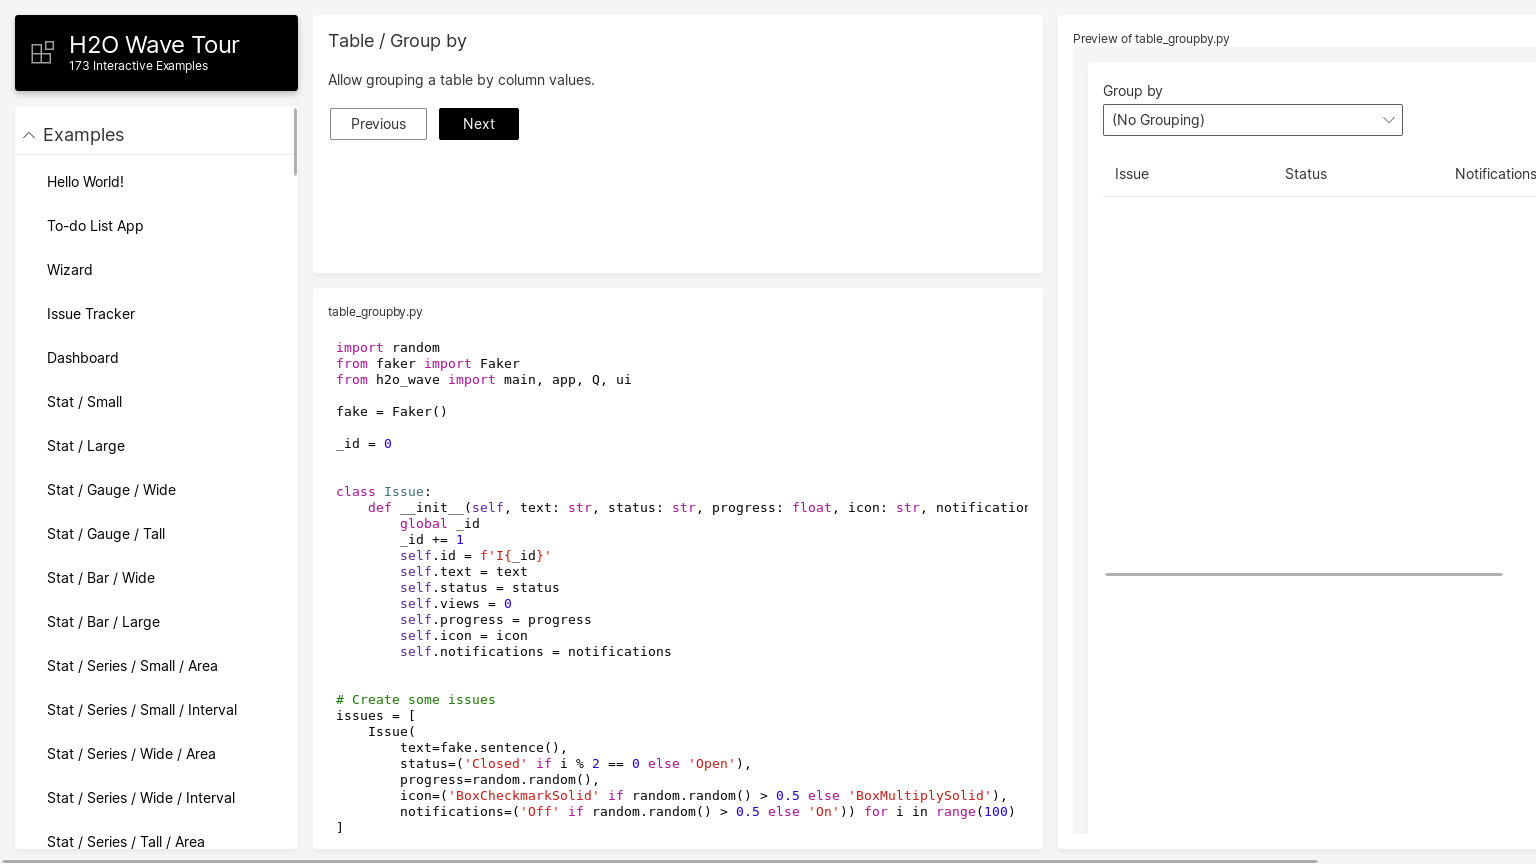 H2O Wave Tour
173 Interactive Examples
Examples
Hello World!
To-do List App
Wizard
Issue Tracker
Dashboard
Stat / Small
Stat / Large
Stat / Gauge / Wide
Stat / Gauge / Tall
Stat / Bar / Wide
Stat / Bar / Large
Stat / Series / Small / Area
Stat / Series / Small / Interval
Stat / Series / Wide / Area
Stat / Series / Wide / Interval
Stat / Series / Tall / Area
Table / Group by
Allow grouping a table by column values.
Previous
Next
table_groupby.py
import random
from faker import Faker
from h2o_wave import main, app, Q, ui
fake = Faker()
_id = 0
class Issue:
    def __init__(self, text: str, status: str, progress: float, icon: str, notification
        global _id
        _id += 1
        self.id = f'I{_id}'
        self.text = text
        self.status = status
        self.views = 0
        self.progress = progress
        self.icon = icon
        self.notifications = notifications
# Create some issues
issues = [
    Issue(
        text=fake.sentence(),
        status=('Closed' if i % 2 == 0 else 'Open'),
        progress=random.random(),
        icon=('BoxCheckmarkSolid' if random.random() > 0.5 else 'BoxMultiplySolid'),
        notifications=('Off' if random.random() > 0.5 else 'On')) for i in range(100)
]
Preview of table_groupby.py
Group by
(No Grouping)
Issue
Status
Notifications